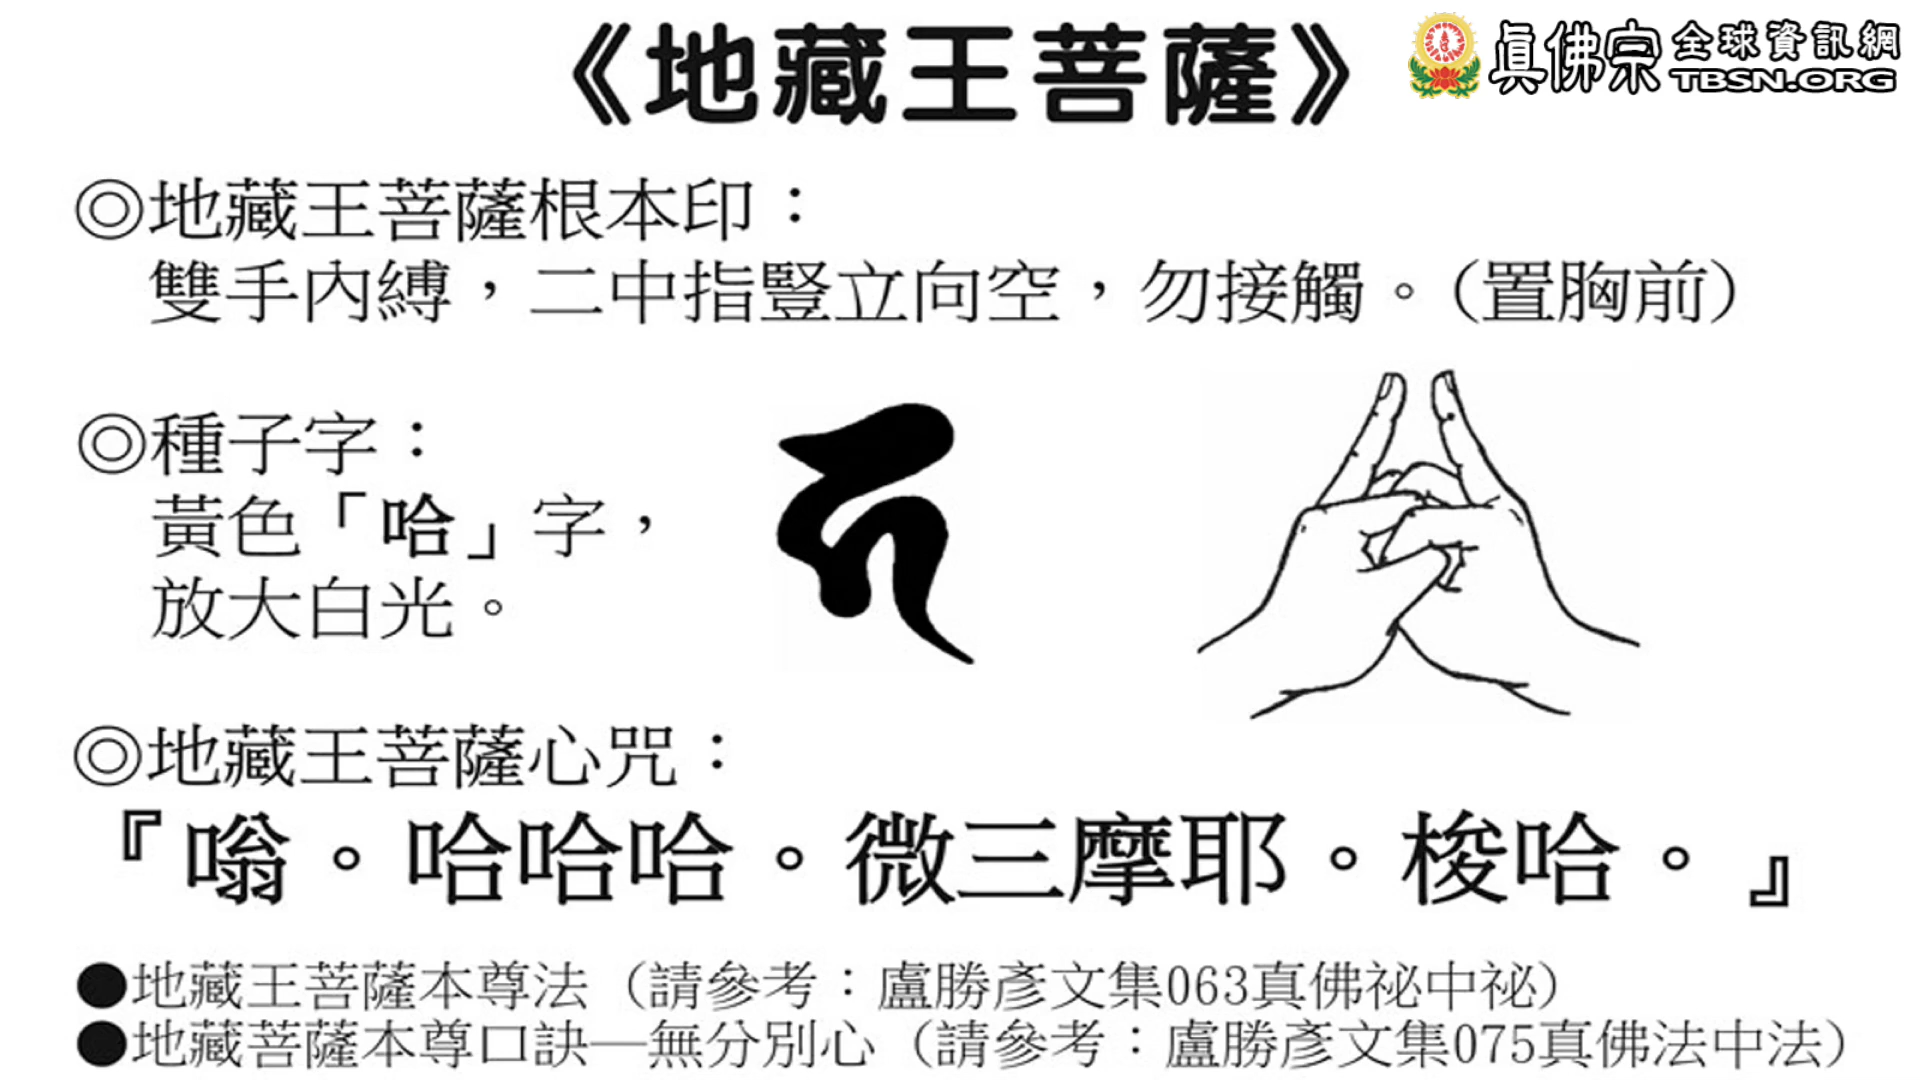 《地藏王菩薩》
真佛宗全球資訊網
TBSN.ORG
◎地藏王菩薩根本印：
雙手內縛，二中指豎立向空，勿接觸。(置胸前)
◎種子字：
黃色「哈」字，
放大白光。
◎地藏王菩薩心咒：
『嗡。哈哈哈。微三摩耶。梭哈。』
●地藏王菩薩本尊法（請參考：盧勝彥文集063真佛祕中祕）
●地藏菩薩本尊口訣—無分別心（請參考：盧勝彥文集075真佛法中法）